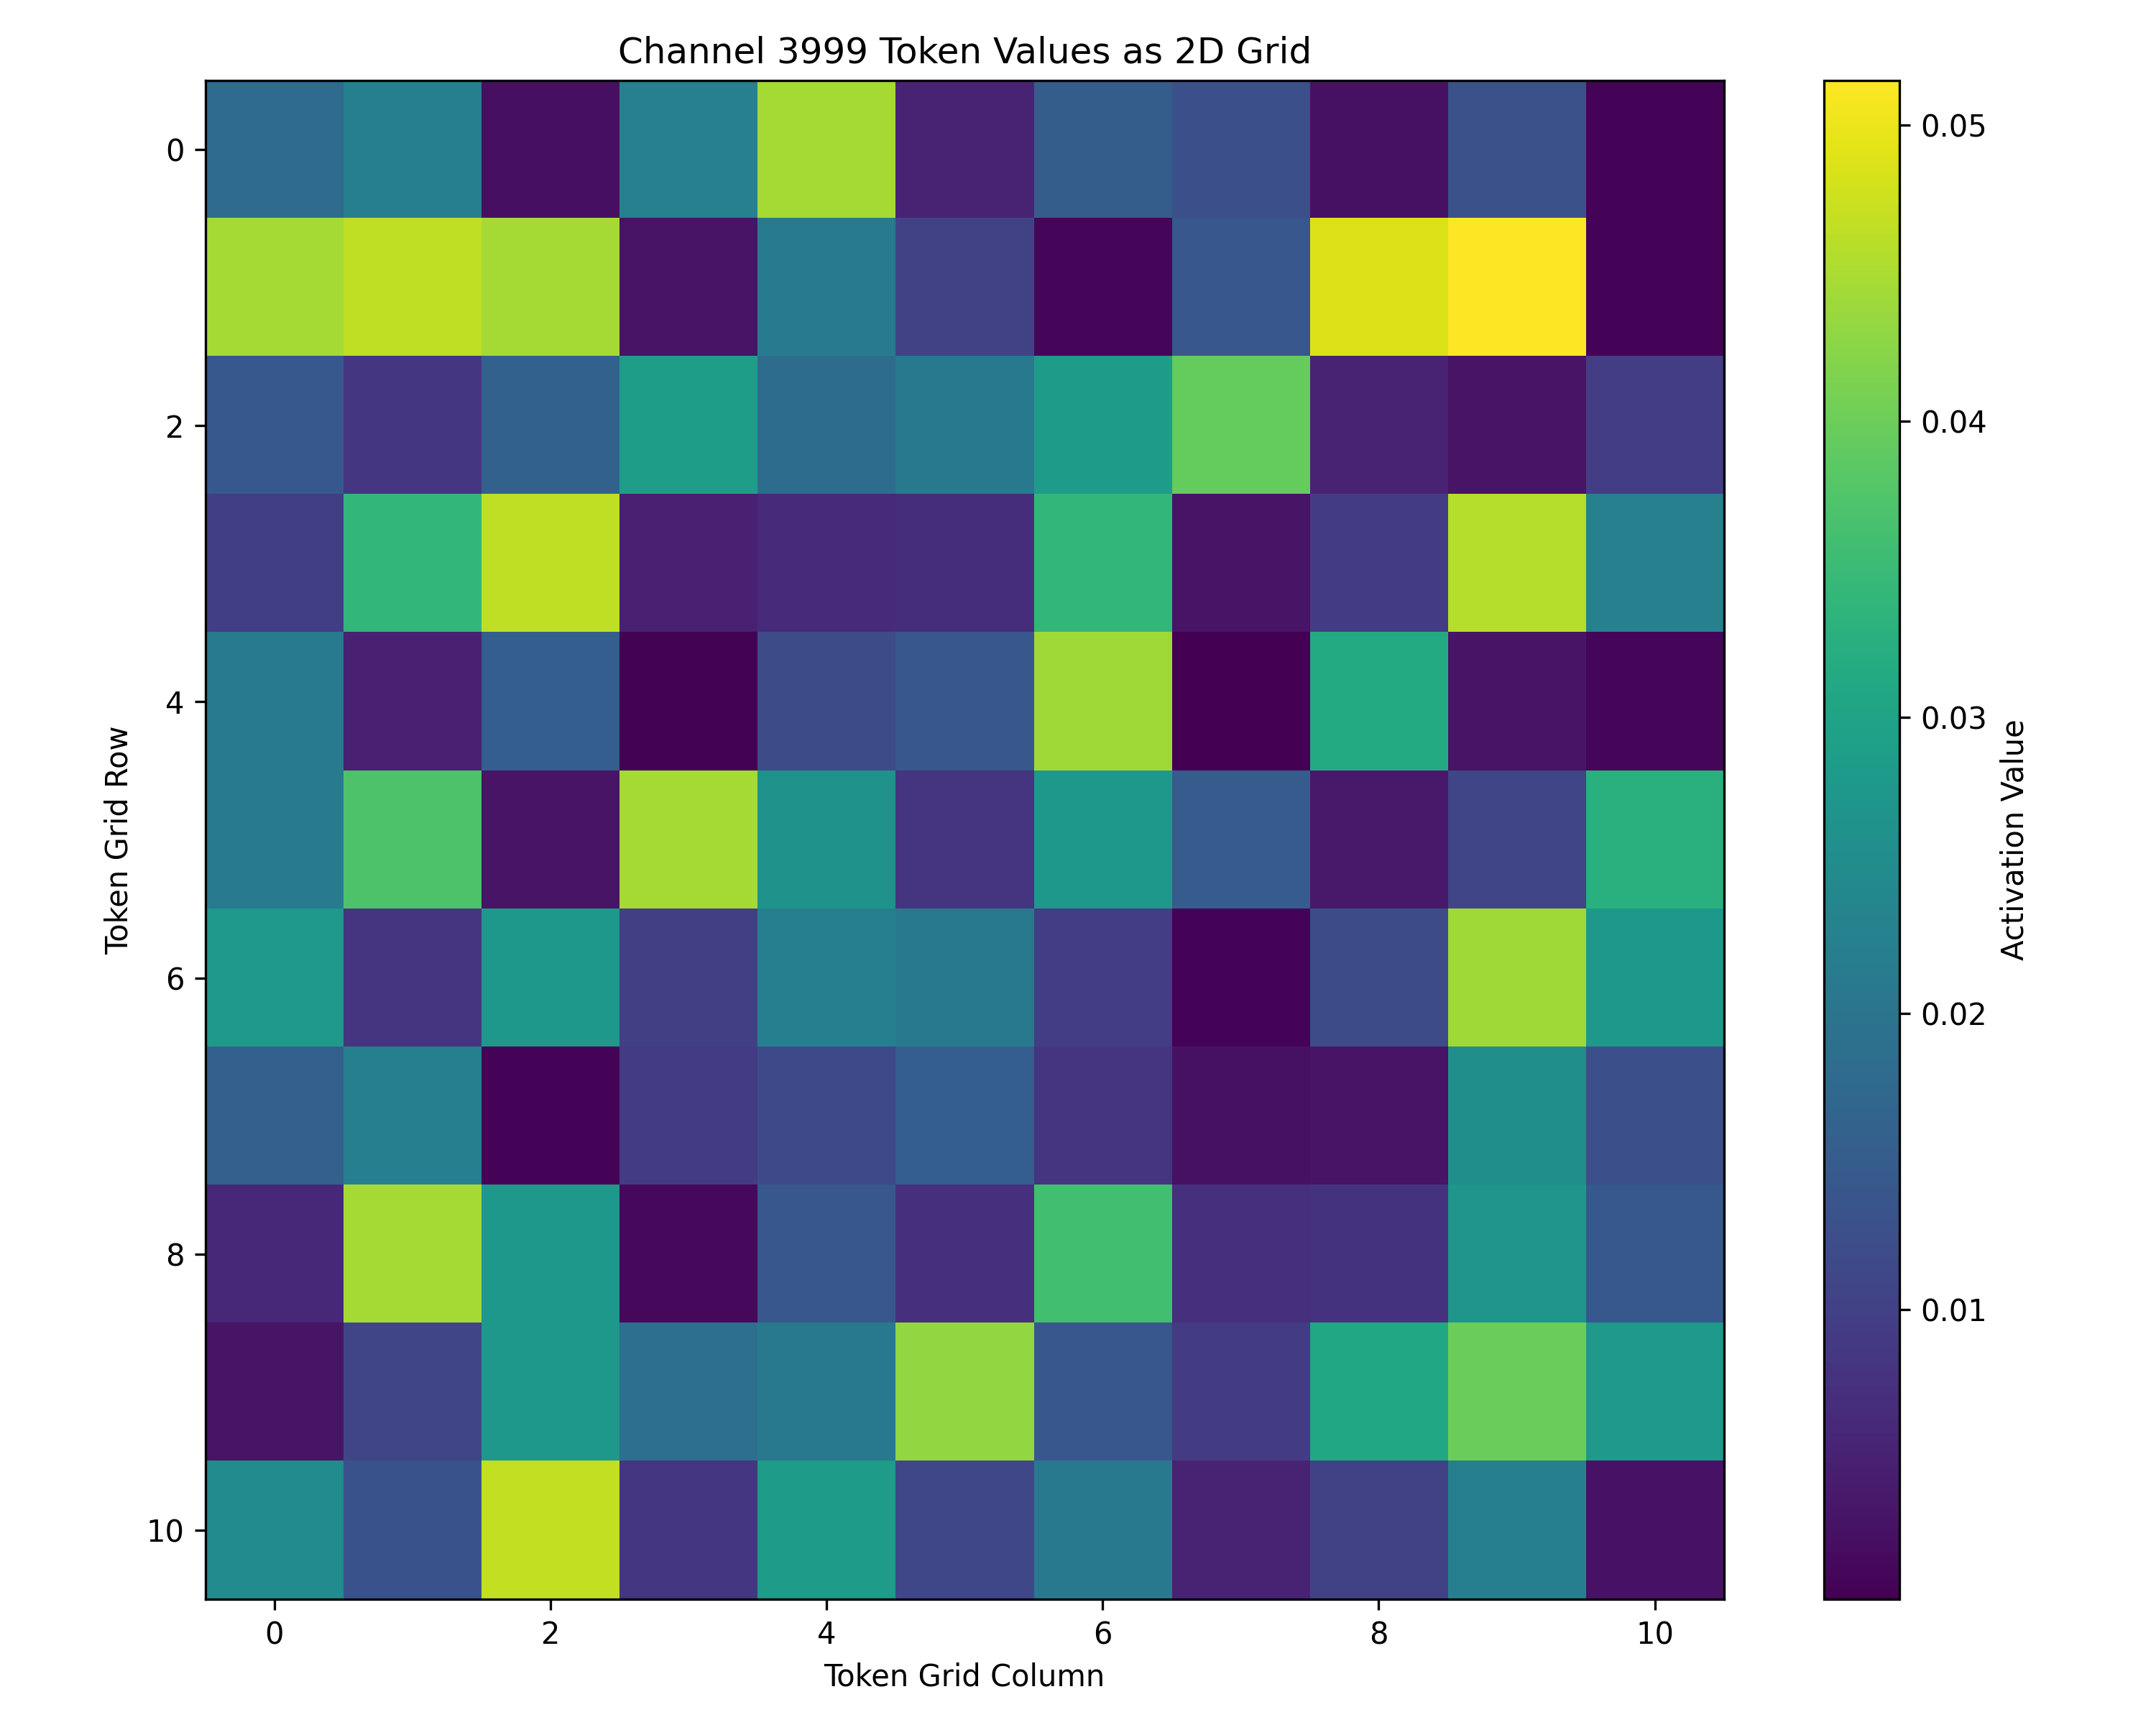 Channel 3999 Token Values as 2D Grid
0
2
4
6
8
10
Token Grid Row
0 2 4 6 8 10
Token Grid Column
0.05
0.04
0.03
0.02
0.01
Activation Value